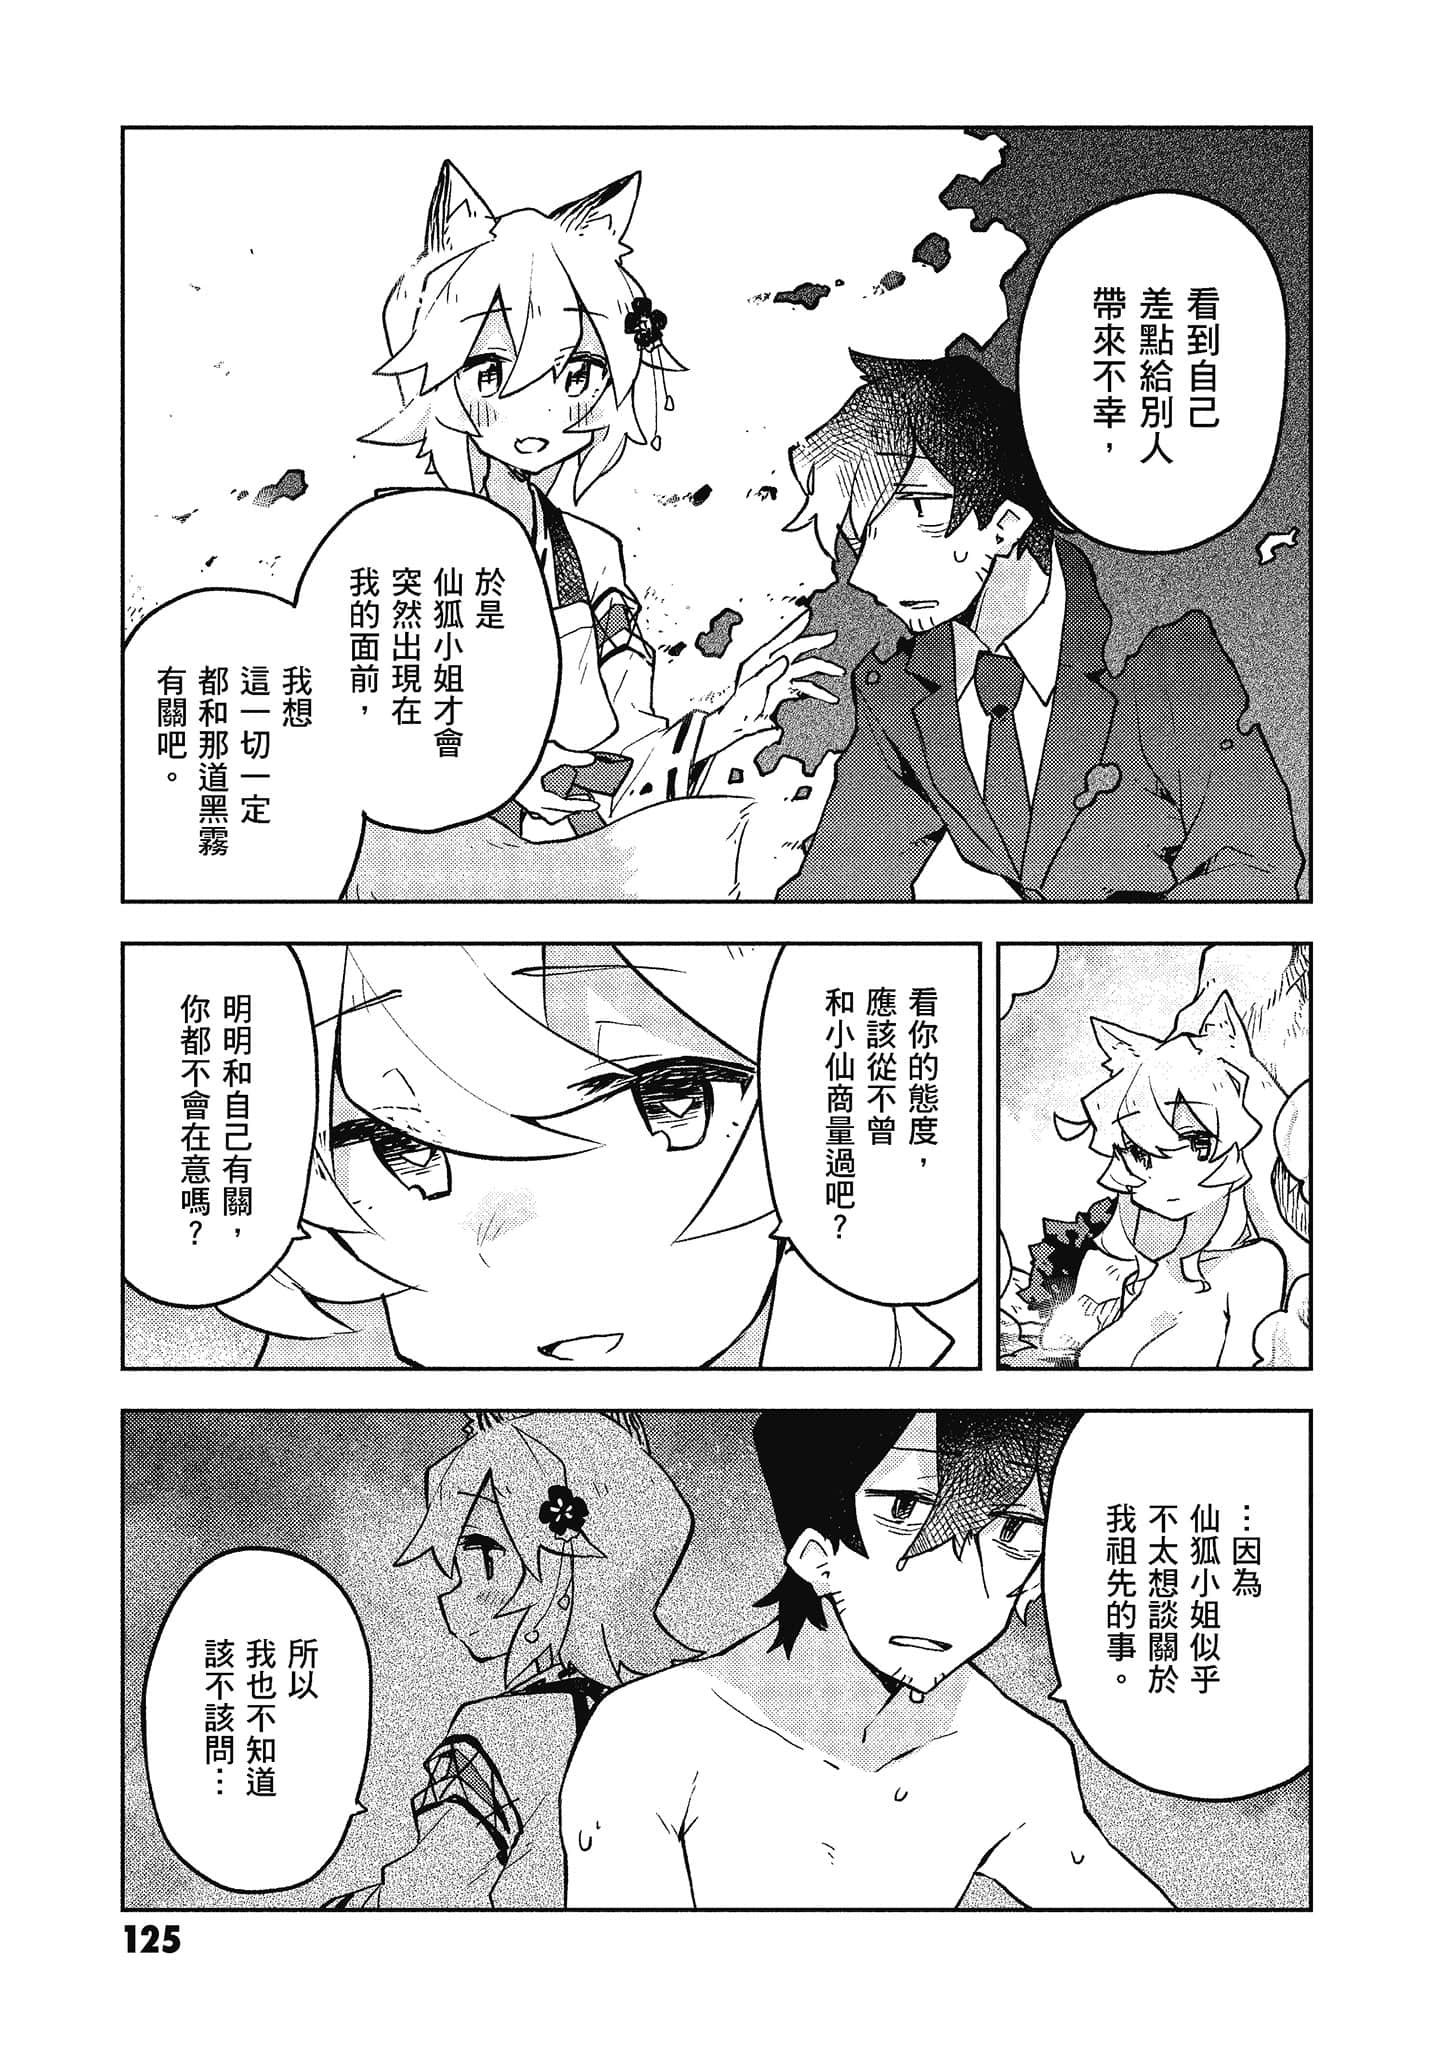 看到自己
差點給別人
帶來不幸，
於是
仙狐小姐才會
突然出現在
我的面前，
我想
這一切一定
都和那道黑霧
有關吧。
看你的態度，
應該從不曾
和小仙商量過吧？
明明和自己有關，
你都不會在意嗎？
…因為
仙狐小姐似乎
不太想談關於
我祖先的事。
所以
我也不知道
該不該問…
125